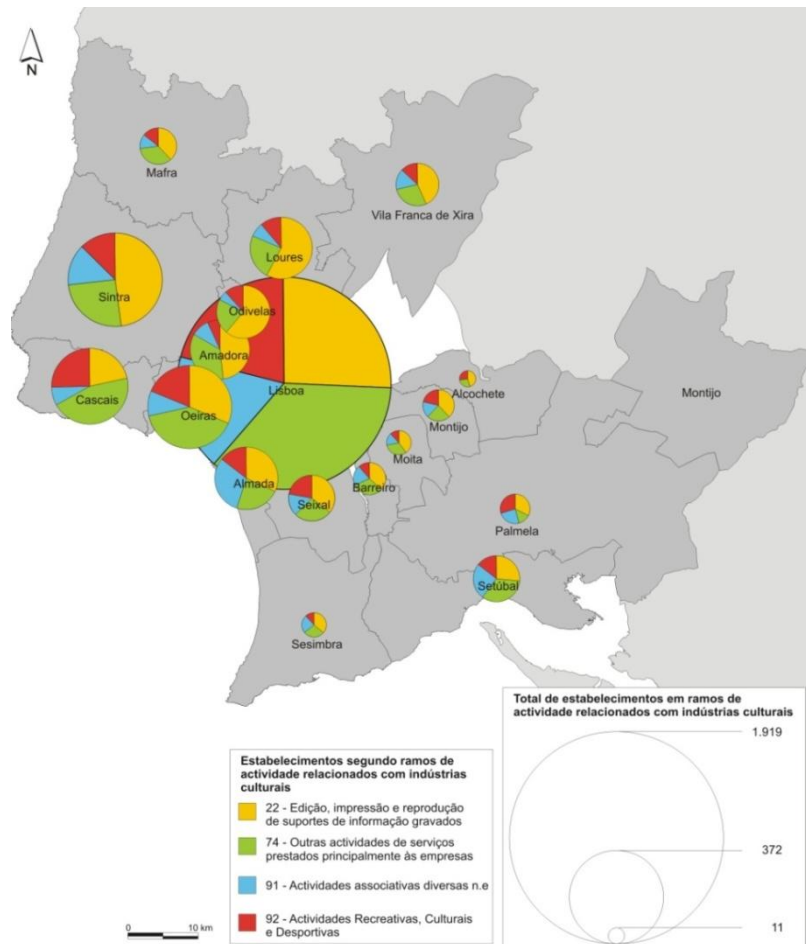 N
Mafra
Vila Franca de Xira
Loures
Sintra
Odivelas
Amadora
Lisboa
Cascais
Oeiras
Alcochete
Montijo
Montijo
Moita
Almada
Seixal
Barreiro
Palmela
Setúbal
Sesimbra
Total de estabelecimentos em ramos de
actividade relacionados com indústrias culturais
1.919
372
11
Estabelecimentos segundo ramos de
actividade relacionados com indústrias
culturais
22 - Edição, impressão e reprodução
de suportes de informação gravados
74 - Outras actividades de serviços
prestados principalmente às empresas
91 - Actividades associativas diversas n.e
92 - Actividades Recreativas, Culturais
e Desportivas
0 10 km